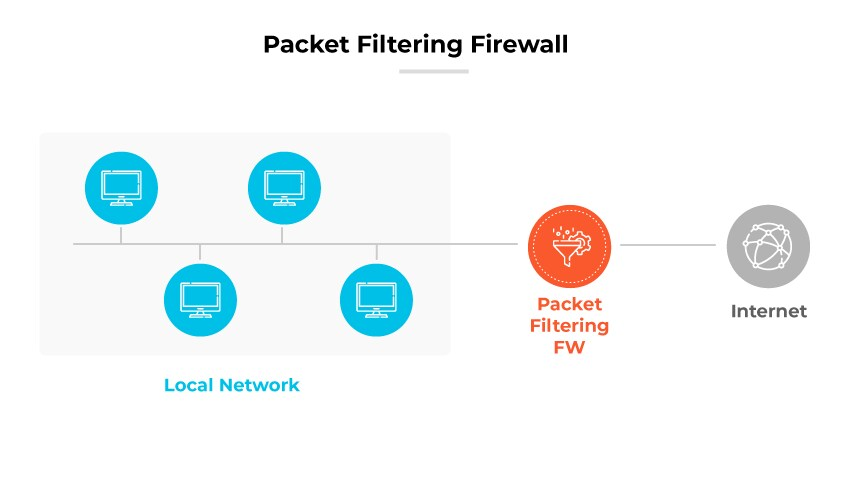 Packet Filtering Firewall
Packet
Filtering
FW
Internet
Local Network